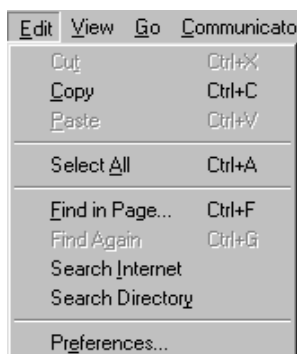 Edit View Go Communicato
Cut Ctrl+X
Copy Ctrl+C
Paste Ctrl+V
Select All Ctrl+A
Find in Page... Ctrl+F
Find Again Ctrl+G
Search Internet
Search Directory
Preferences...